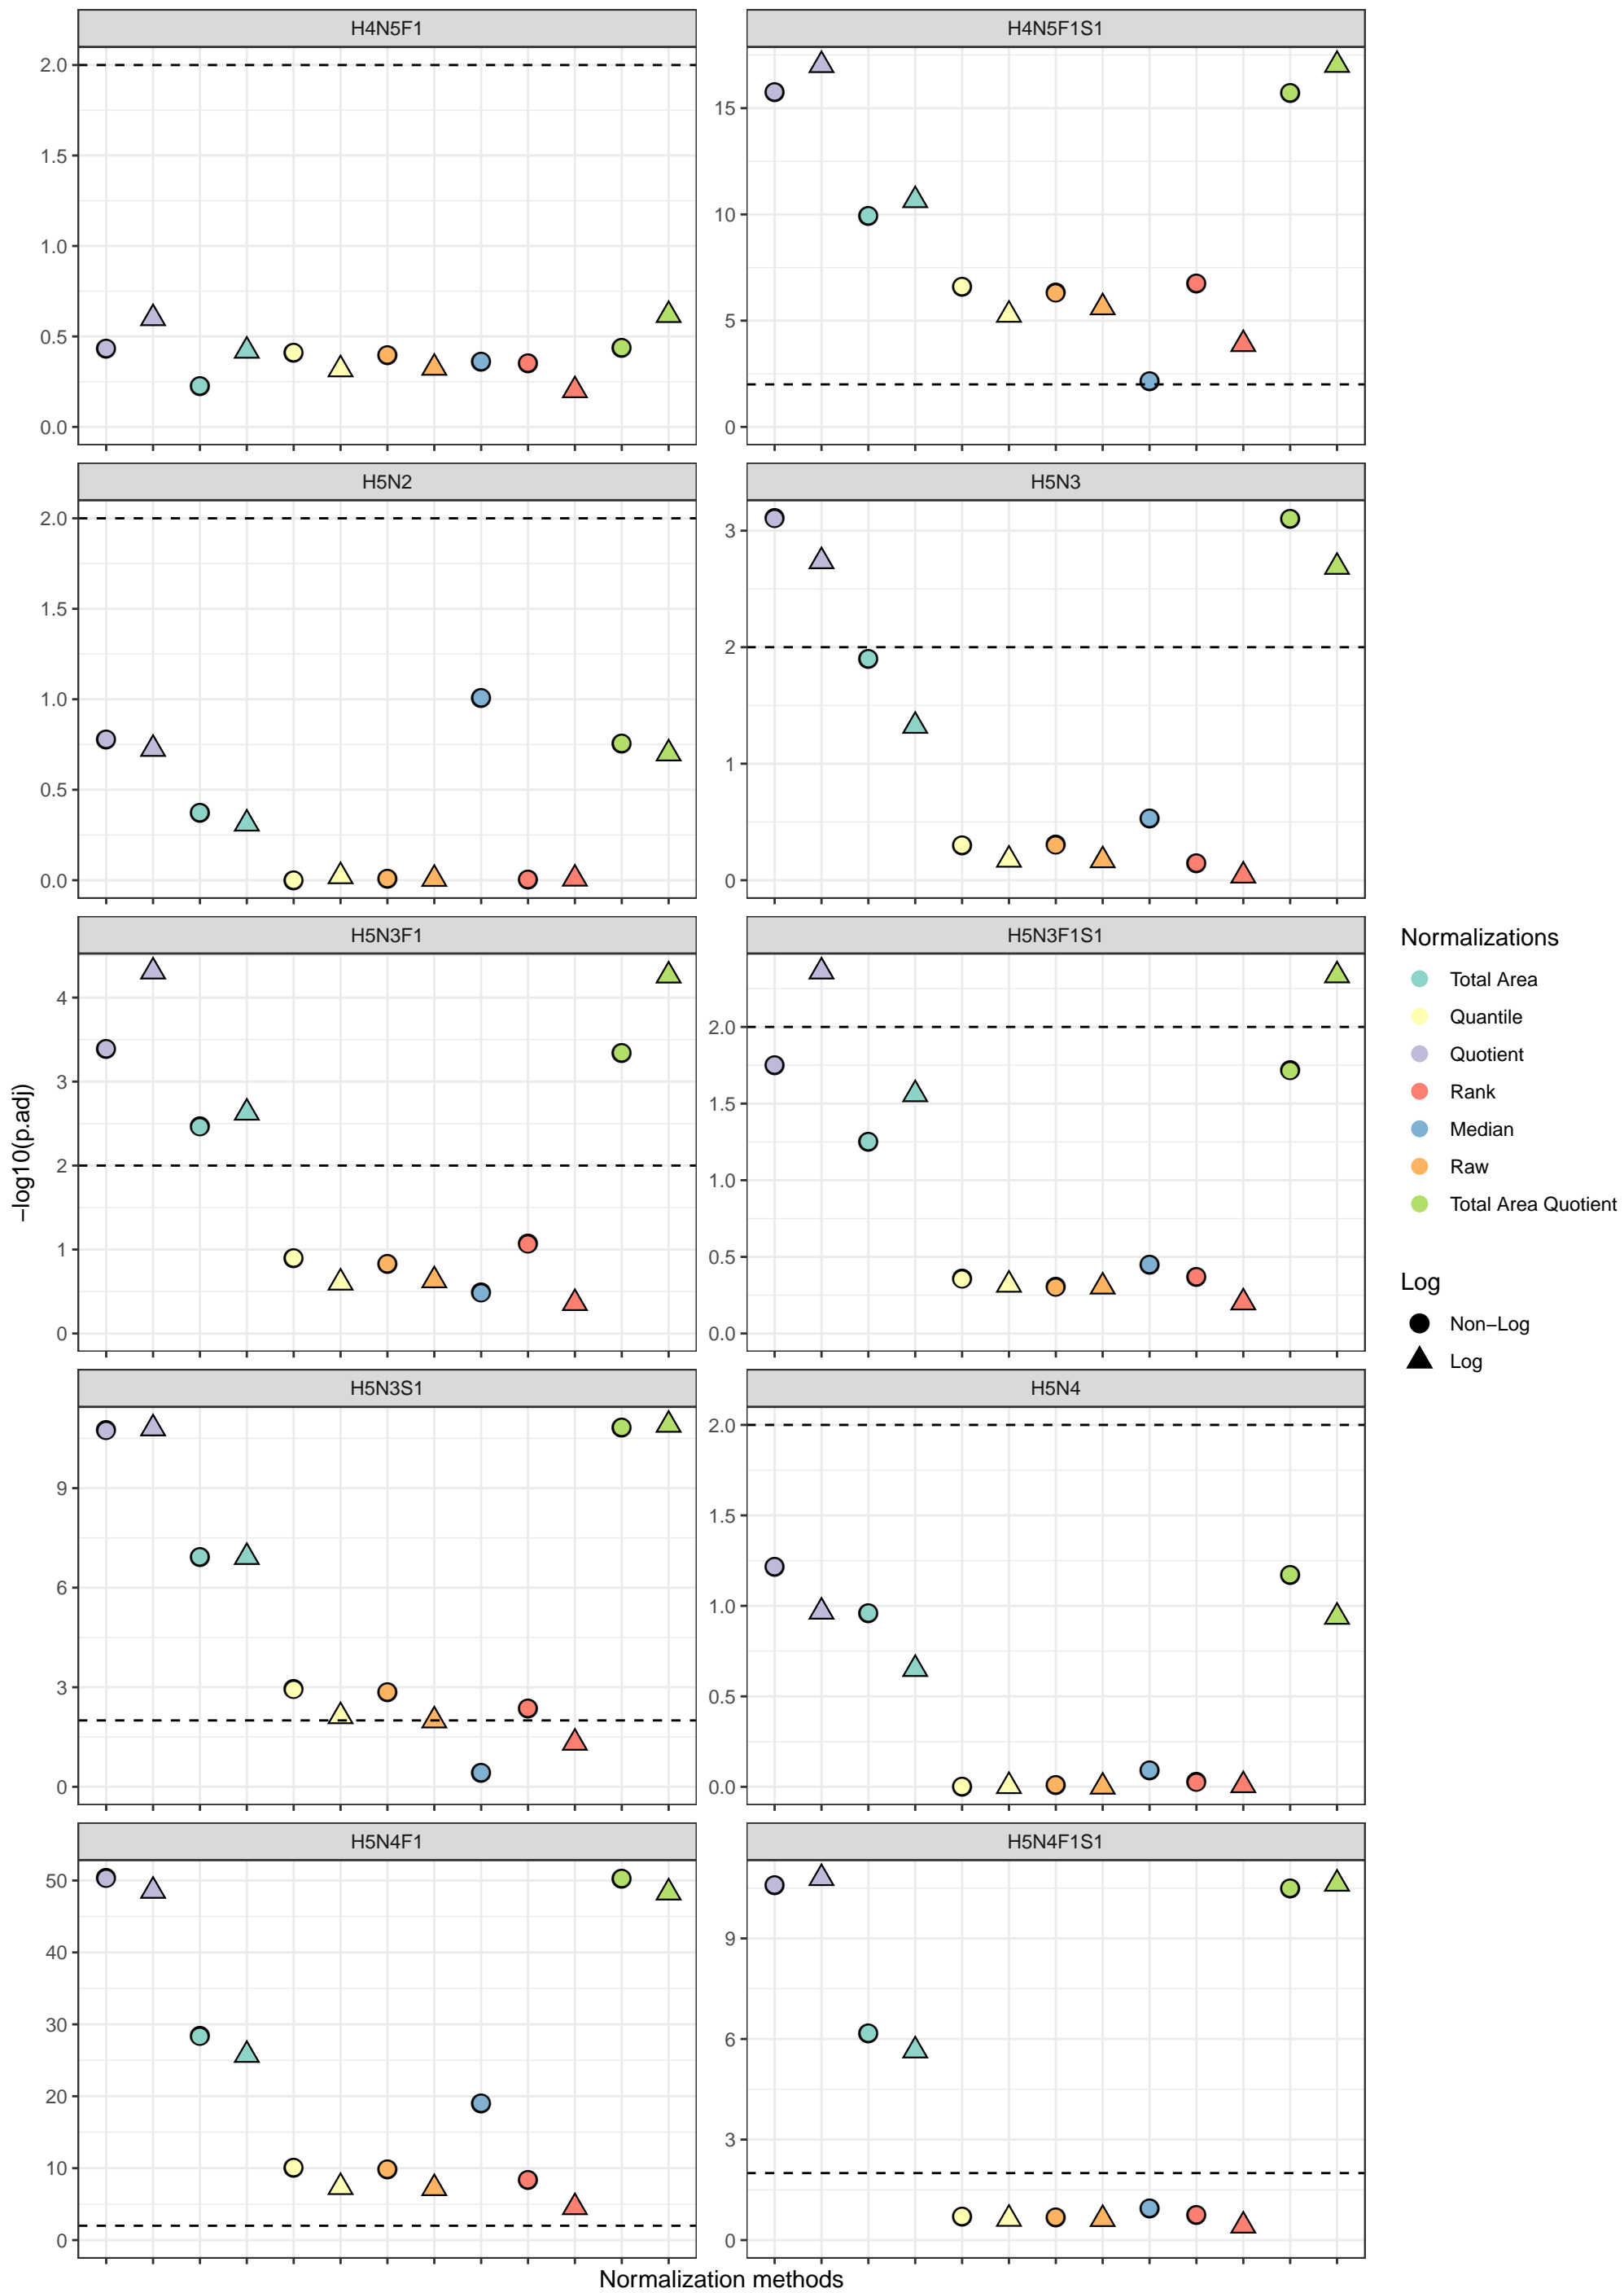 H4N5F1
H4N5F1S1
2.0
1.5
1.0
0.5
0.0
15
10
5
0
H5N2
H5N3
2.0
1.5
1.0
0.5
0.0
3
2
1
0
H5N3F1
H5N3F1S1
4
3
2
1
0
2.0
1.5
1.0
0.5
0.0
H5N3S1
H5N4
9
6
3
0
2.0
1.5
1.0
0.5
0.0
H5N4F1
H5N4F1S1
50
40
30
20
10
0
9
6
3
0
−log10(p.adj)
Normalization methods
Normalizations
Total Area
Quantile
Quotient
Rank
Median
Raw
Total Area Quotient
Log
Non−Log
Log